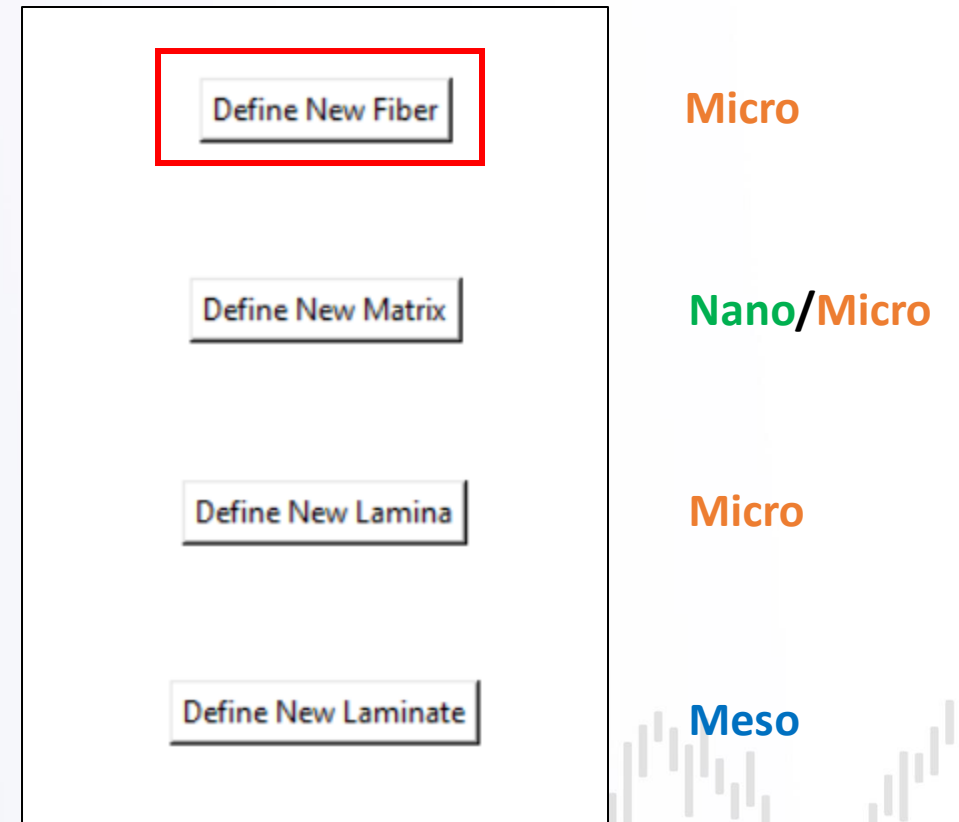 Define New Fiber
Micro
Define New Matrix
Nano/Micro
Define New Lamina
Micro
Define New Laminate
Meso